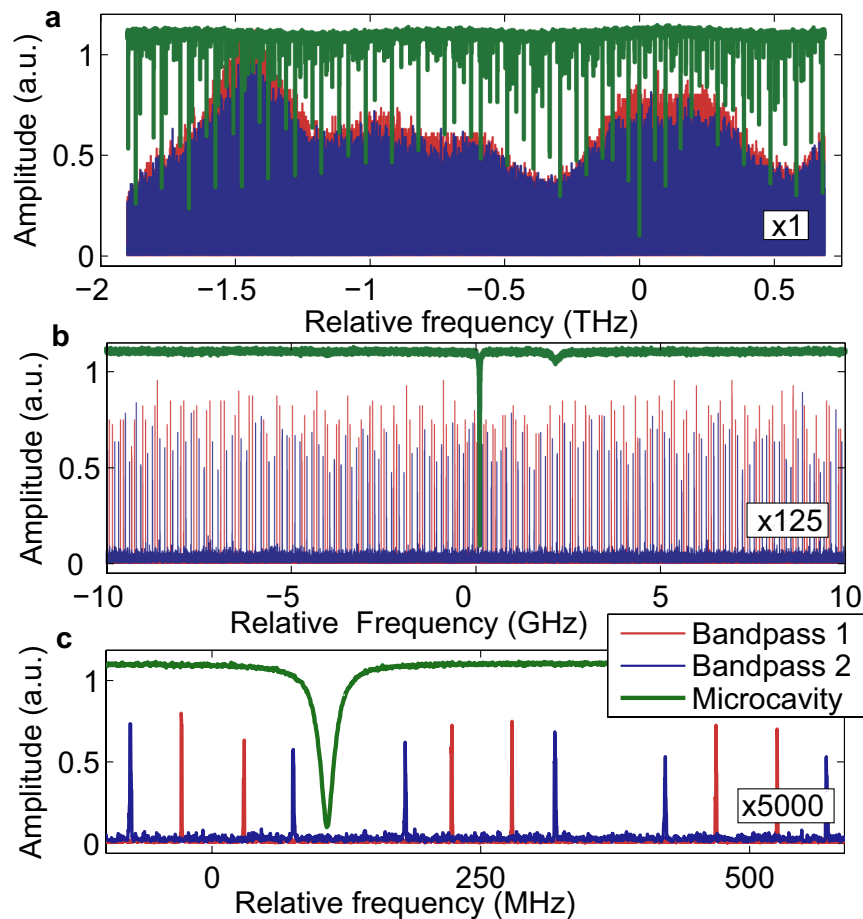 a
Amplitude (a.u.)
1
0.5
0
x1
−2
−1.5
−1
−0.5
0
0.5
Relative frequency (THz)
b
Amplitude (a.u.)
1
0.5
0
x125
−10
−5
0
5
10
Relative Frequency (GHz)
c
Amplitude (a.u.)
1
0.5
0
Bandpass 1
Bandpass 2
Microcavity
x5000
0
250
500
Relative frequency (MHz)